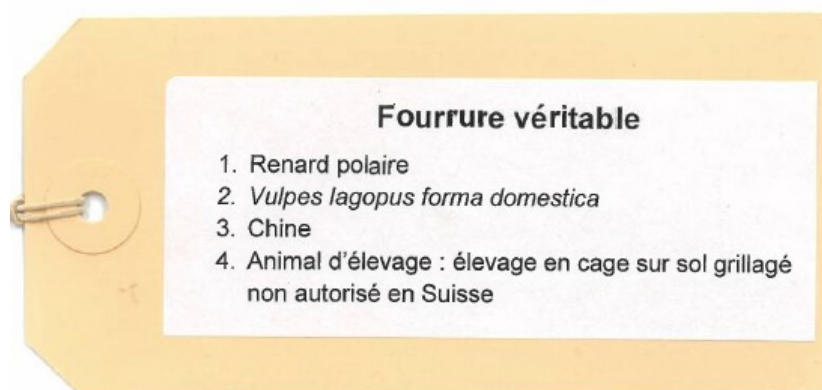 Fourrure véritable
1. Renard polaire
2. Vulpes lagopus forma domestica
3. Chine
4. Animal d'élevage : élevage en cage sur sol grillagé
non autorisé en Suisse